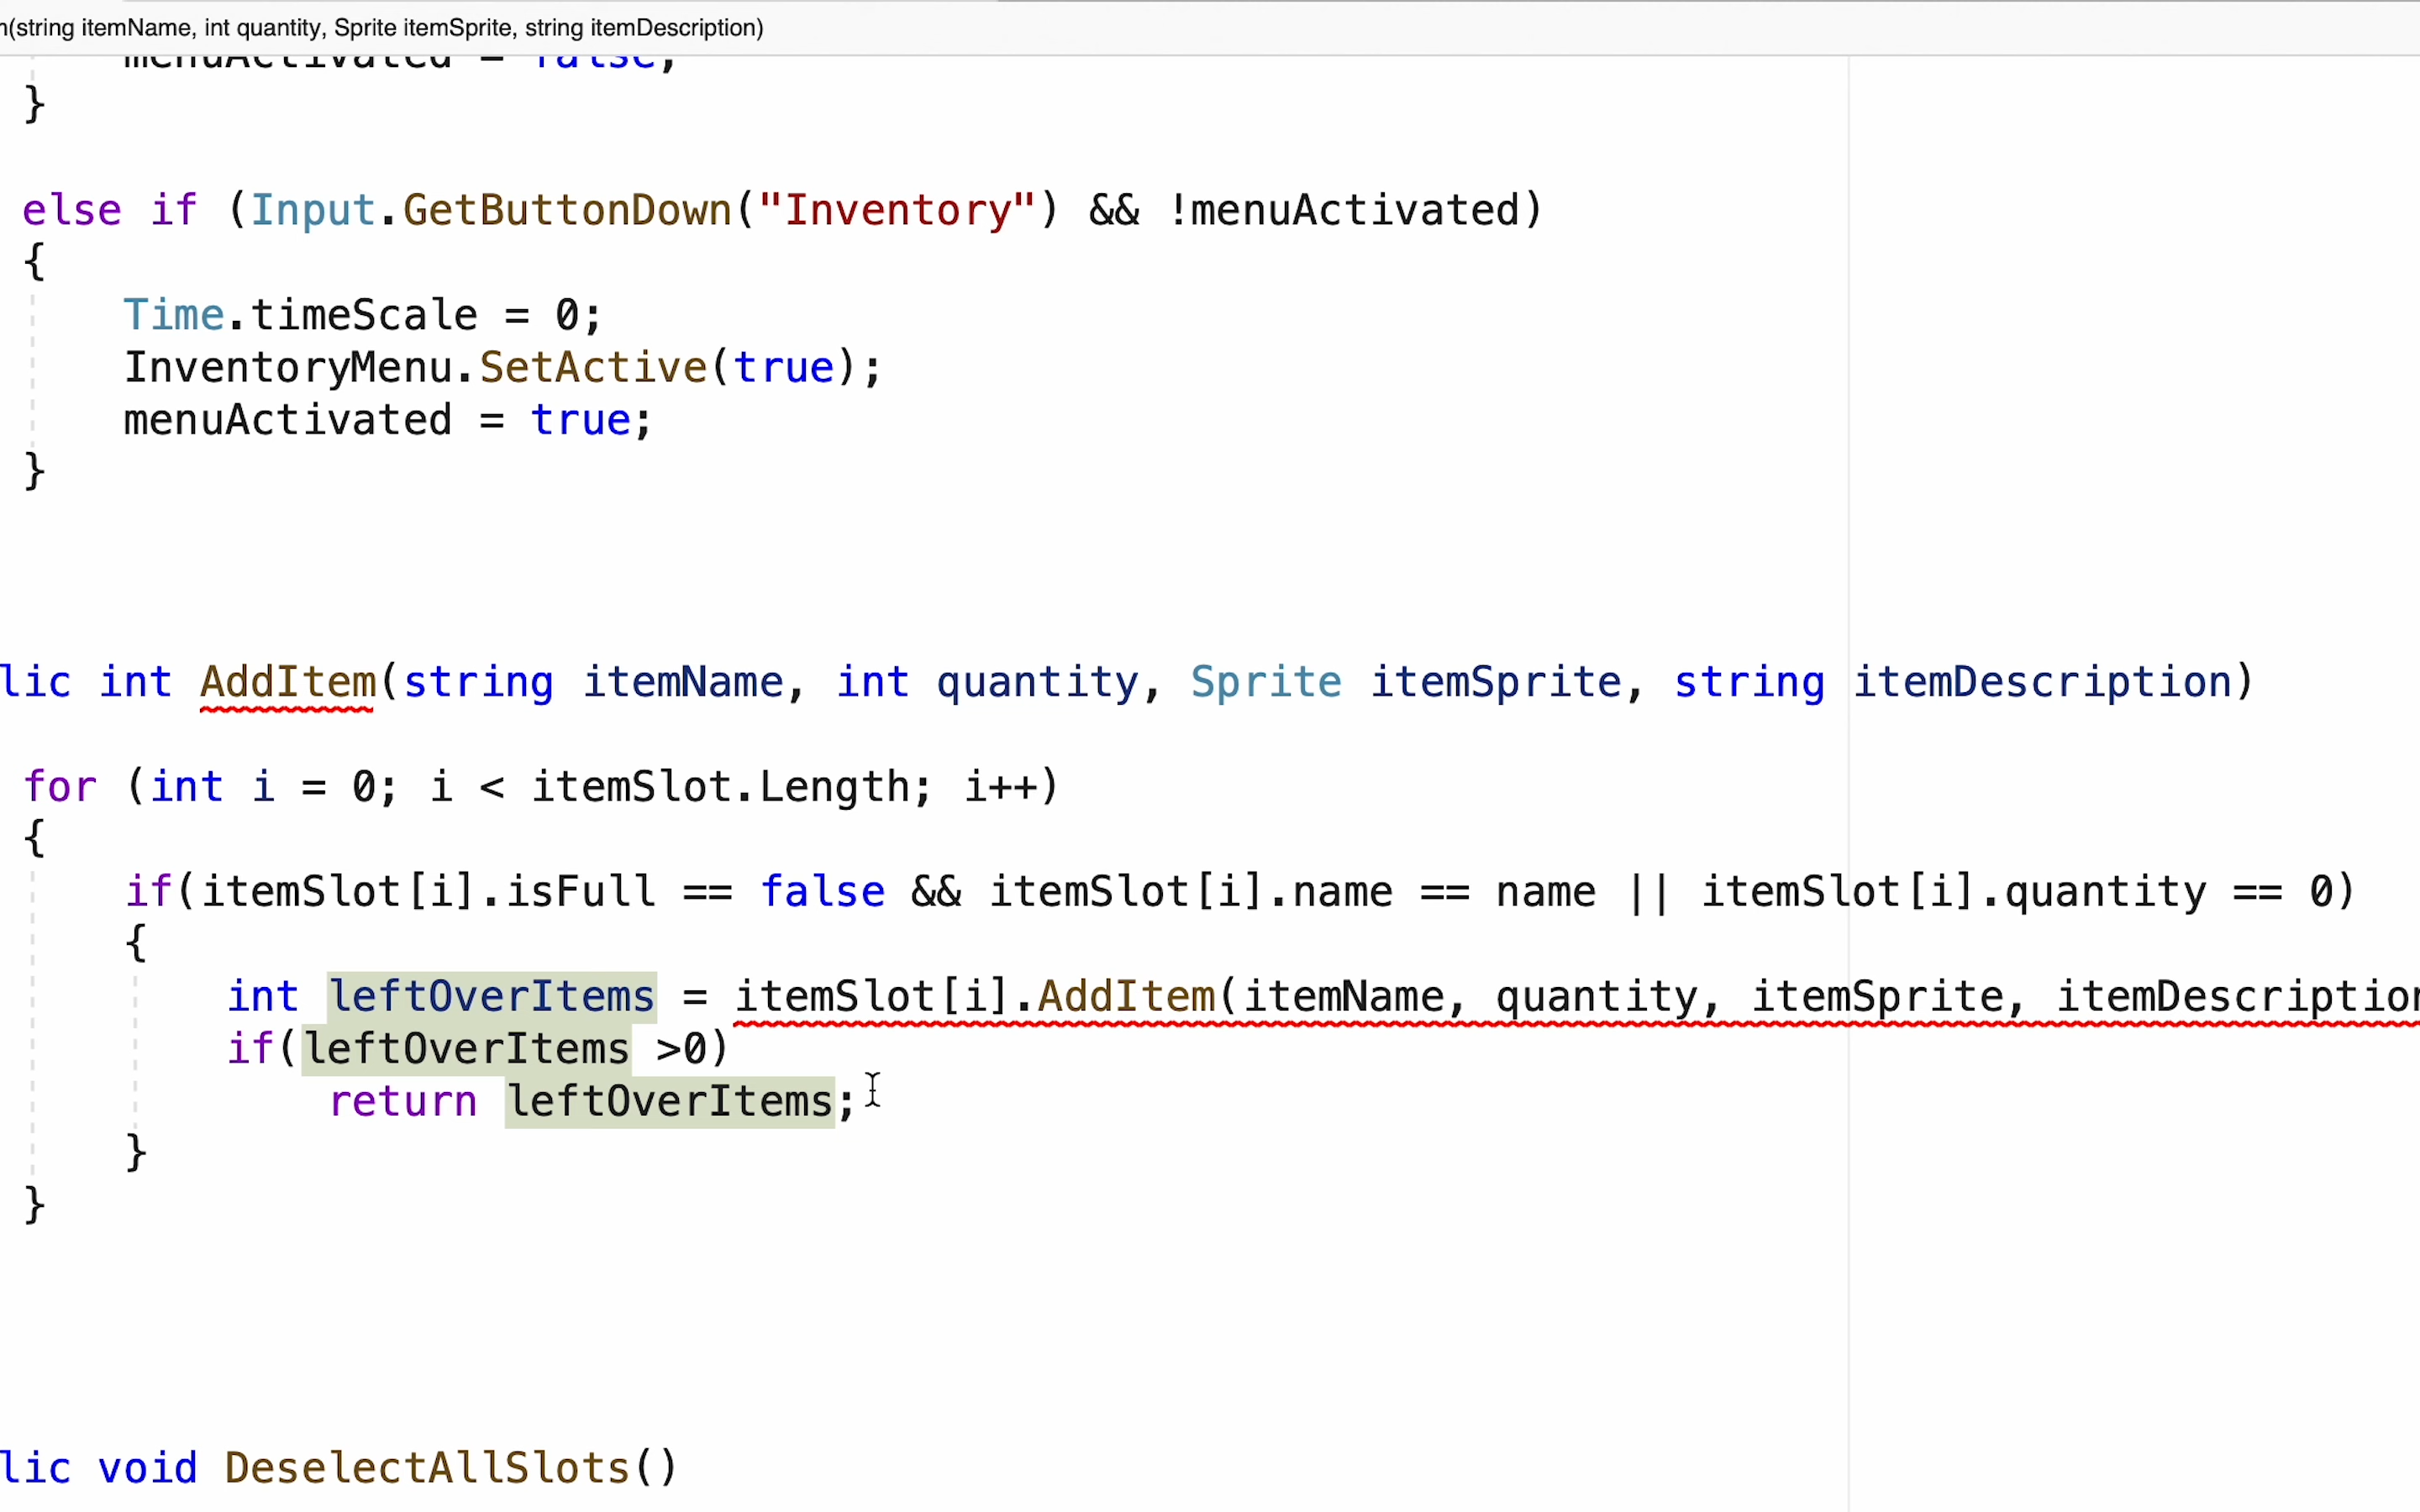 (string itemName, int quantity, Sprite itemSprite, string itemDescription)
menuActivated = false;
}
else if (Input.GetButtonDown("Inventory") && !menuActivated)
{
Time.timeScale = 0;
InventoryMenu.SetActive(true);
menuActivated = true;
}
lic int AddItem(string itemName, int quantity, Sprite itemSprite, string itemDescription)
for (int i = 0; i < itemSlot.Length; i++)
{
if(itemSlot[i].isFull == false && itemSlot[i].name == name || itemSlot[i].quantity == 0)
{
int leftOverItems = itemSlot[i].AddItem(itemName, quantity, itemSprite, itemDescription
if(leftOverItems >0)
return leftOverItems;
}
}
lic void DeselectAllSlots()